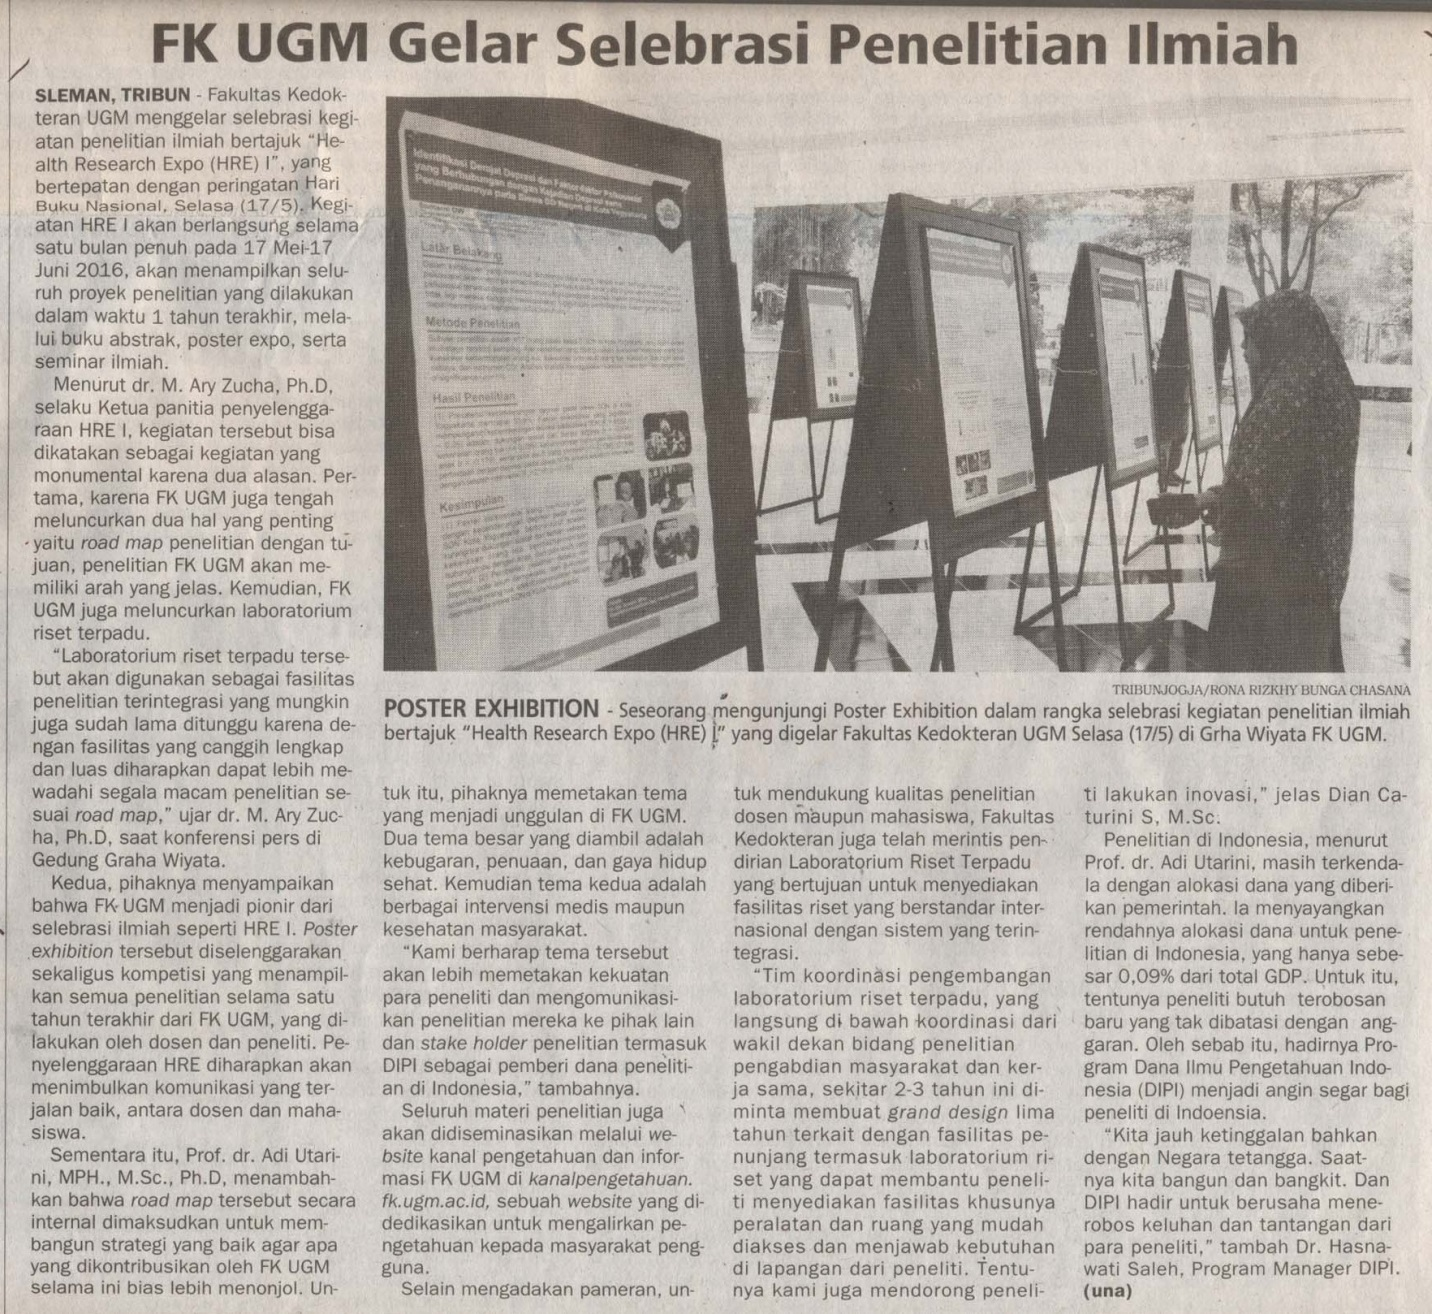 FK UGM Gelar Selebrasi Penelitian Ilmiah
SLEMAN, TRIBUN - Fakultas Kedok-
teran UGM menggelar selebrasi kegi-
atan penelitian ilmiah bertajuk “He-
alth Research Expo (HRE) I”, yang
bertepatan dengan peringatan Hari
Buku Nasional, Selasa (17/5). Kegi-
atan HRE I akan berlangsung selama
satu bulan penuh pada 17 Mei-17
Juni 2016, akan menampilkan selu-
ruh proyek penelitian yang dilakukan
dalam waktu 1 tahun terakhir, mela-
lui buku abstrak, poster expo, serta
seminar ilmiah.
Menurut dr. M. Ary Zucha, Ph.D,
selaku Ketua panitia penyelengga-
raan HRE I, kegiatan tersebut bisa
dikatakan sebagai kegiatan yang
monumental karena dua alasan. Per-
tama, karena FK UGM juga tengah
meluncurkan dua hal yang penting
yaitu road map penelitian dengan tu-
juan, penelitian FK UGM akan me-
miliki arah yang jelas. Kemudian, FK
UGM juga meluncurkan laboratorium
riset terpadu.
“Laboratorium riset terpadu terse-
but akan digunakan sebagai fasilitas
penelitian terintegrasi yang mungkin
juga sudah lama ditunggu karena de-
ngan fasilitas yang canggih lengkap
dan luas diharapkan dapat lebih me-
wadahi segala macam penelitian se-
suai road map,” ujar dr. M. Ary Zuc-
ha, Ph.D, saat konferensi pers di
Gedung Graha Wiyata.
Kedua, pihaknya menyampaikan
bahwa FK UGM menjadi pionir dari
selebrasi ilmiah seperti HRE I. Poster
exhibition tersebut diselenggarakan
sekaligus kompetisi yang menampil-
kan semua penelitian selama satu
tahun terakhir dari FK UGM, yang di-
lakukan oleh dosen dan peneliti. Pe-
nyelenggaraan HRE diharapkan akan
menimbulkan komunikasi yang ter-
jalan baik, antara dosen dan maha-
siswa.
Sementara itu, Prof. dr. Adi Utari-
ni, MPH., M.Sc., Ph.D, menambah-
kan bahwa road map tersebut secara
internal dimaksudkan untuk mem-
bangun strategi yang baik agar apa
yang dikontribusikan oleh FK UGM
selama ini bias lebih menonjol. Un-
Identifikasi Derajat Depresi dan Faktor-faktor Potensial
yang Berhubungan dengan Kejadian Depresi serta
Penanganannya pada Siswa SD Negeri di Kota Yogyakarta
Latar Belakang
Metode Penelitian
Hasil Penelitian
Kesimpulan
TRIBUNJOGJA/RONA RIZKHY BUNGA CHASANA
POSTER EXHIBITION - Seseorang mengunjungi Poster Exhibition dalam rangka selebrasi kegiatan penelitian ilmiah
bertajuk “Health Research Expo (HRE) I” yang digelar Fakultas Kedokteran UGM Selasa (17/5) di Grha Wiyata FK UGM.
tuk itu, pihaknya memetakan tema
yang menjadi unggulan di FK UGM.
Dua tema besar yang diambil adalah
kebugaran, penuaan, dan gaya hidup
sehat. Kemudian tema kedua adalah
berbagai intervensi medis maupun
kesehatan masyarakat.
“Kami berharap tema tersebut
akan lebih memetakan kekuatan
para peneliti dan mengomunikasi-
kan penelitian mereka ke pihak lain
dan stake holder penelitian termasuk
DIPI sebagai pemberi dana peneliti-
an di Indonesia,” tambahnya.
Seluruh materi penelitian juga
akan didiseminasikan melalui we-
bsite kanal pengetahuan dan infor-
masi FK UGM di kanalpengetahuan.
fk.ugm.ac.id, sebuah website yang di-
dedikasikan untuk mengalirkan pe-
ngetahuan kepada masyarakat peng-
guna.
Selain mengadakan pameran, un-
tuk mendukung kualitas penelitian
dosen maupun mahasiswa, Fakultas
Kedokteran juga telah merintis pen-
dirian Laboratorium Riset Terpadu
yang bertujuan untuk menyediakan
fasilitas riset yang berstandar inter-
nasional dengan sistem yang terin-
tegrasi.
“Tim koordinasi pengembangan
laboratorium riset terpadu, yang
langsung di bawah koordinasi dari
wakil dekan bidang penelitian
pengabdian masyarakat dan ker-
ja sama, sekitar 2-3 tahun ini di-
minta membuat grand design lima
tahun terkait dengan fasilitas pe-
nunjang termasuk laboratorium ri-
set yang dapat membantu peneli-
ti menyediakan fasilitas khusunya
peralatan dan ruang yang mudah
diakses dan menjawab kebutuhan
di lapangan dari peneliti. Tentu-
nya kami juga mendorong peneli-
ti lakukan inovasi,” jelas Dian Ca-
turini S, M.Sc.
Penelitian di Indonesia, menurut
Prof. dr. Adi Utarini, masih terkenda-
la dengan alokasi dana yang diberi-
kan pemerintah. Ia menyayangkan
rendahnya alokasi dana untuk pene-
litian di Indonesia, yang hanya sebe-
sar 0,09% dari total GDP. Untuk itu,
tentunya peneliti butuh terobosan
baru yang tak dibatasi dengan ang-
garan. Oleh sebab itu, hadirnya Pro-
gram Dana Ilmu Pengetahuan Indo-
nesia (DIPI) menjadi angin segar bagi
peneliti di Indoensia.
“Kita jauh ketinggalan bahkan
dengan Negara tetangga. Saat-
nya kita bangun dan bangkit. Dan
DIPI hadir untuk berusaha mene-
robos keluhan dan tantangan dari
para peneliti,” tambah Dr. Hasna-
wati Saleh, Program Manager DIPI.
(una)